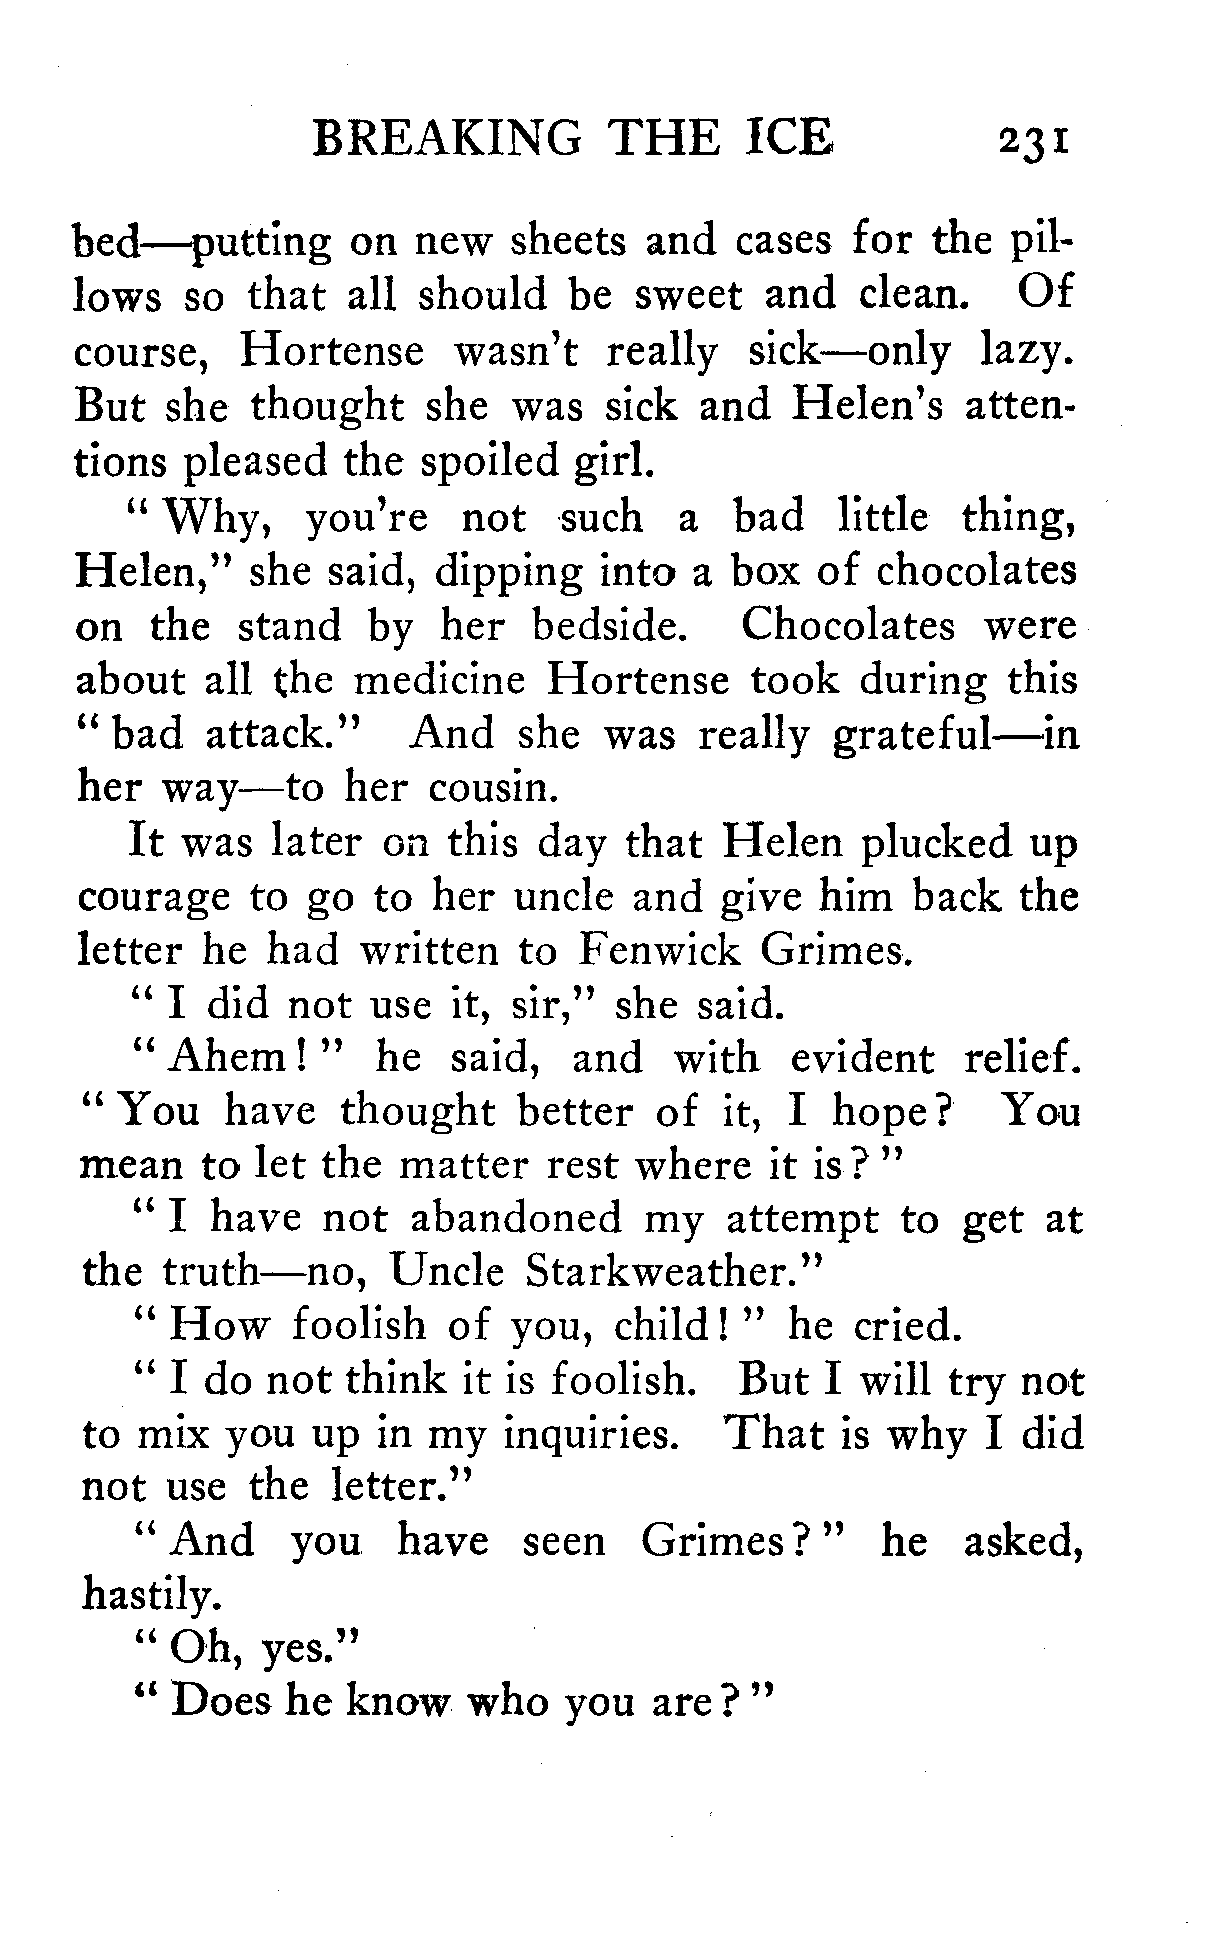 BREAKING THE ICE 231
bed—putting on new sheets and cases for the pil-
lows so that all should be sweet and clean. Of
course, Hortense wasn't really sick—only lazy.
But she thought she was sick and Helen's atten-
tions pleased the spoiled girl.
" Why, you're not such a bad little thing,
Helen," she said, dipping into a box of chocolates
on the stand by her bedside. Chocolates were
about all the medicine Hortense took during this
" bad attack." And she was really grateful—in
her way—to her cousin.
It was later on this day that Helen plucked up
courage to go to her uncle and give him back the
letter he had written to Fenwick Grimes.
" I did not use it, sir," she said.
" Ahem! " he said, and with evident relief.
" You have thought better of it, I hope? You
mean to let the matter rest where it is? "
" I have not abandoned my attempt to get at
the truth—no, Uncle Starkweather."
" How foolish of you, child! " he cried.
" I do not think it is foolish. But I will try not
to mix you up in my inquiries. That is why I did
not use the letter."
" And you have seen Grimes? " he asked,
hastily.
" Oh, yes."
" Does he know who you are? "